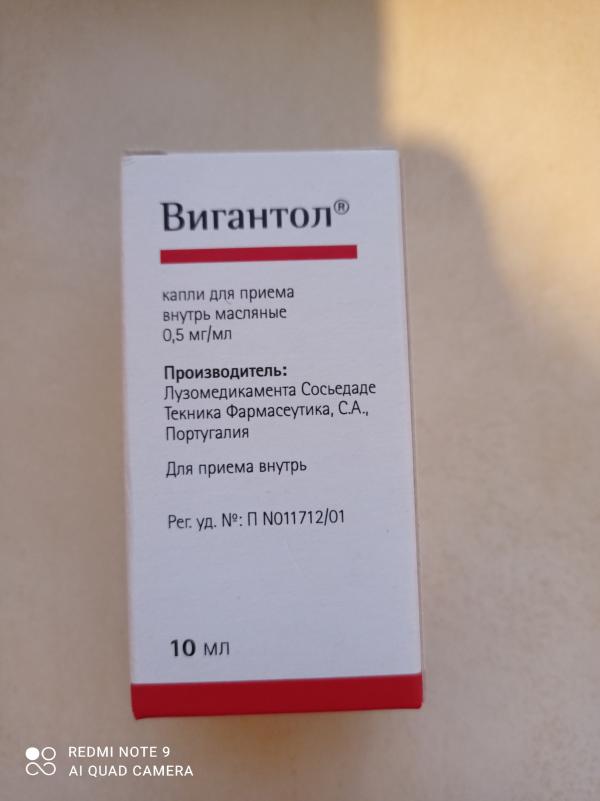 Вигантол®
капли для приема
внутрь масляные
0,5 мг/мл
Производитель:
Лузомедикамента Сосьедаде
Текника Фармасеутика, С.А.,
Португалия
Для приема внутрь
Рег. уд. №: П N011712/01
10 мл
REDMI NOTE 9
AI QUAD CAMERA